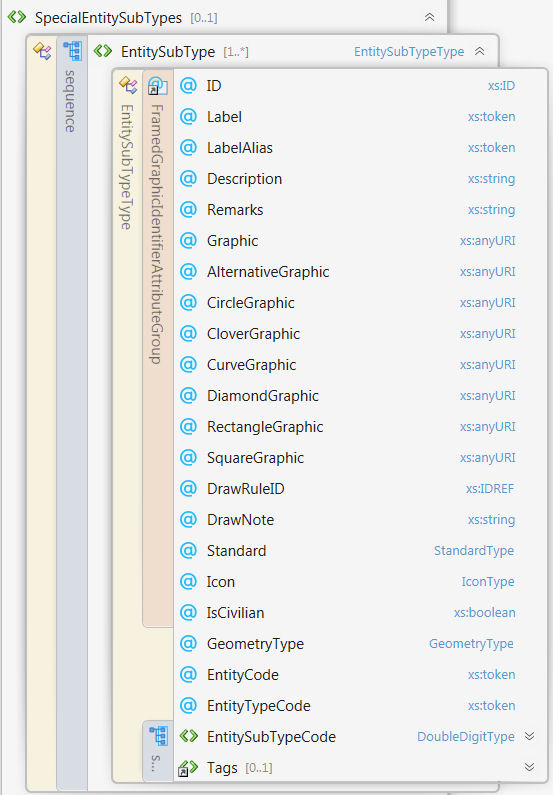 SpecialEntitySubTypes [0..1]
EntitySubType [1..*] EntitySubTypeType
sequence
EntitySubTypeType
FramedGraphicIdentifierAttributeGroup
@ ID xs:ID
@ Label xs:token
@ LabelAlias xs:token
@ Description xs:string
@ Remarks xs:string
@ Graphic xs:anyURI
@ AlternativeGraphic xs:anyURI
@ CircleGraphic xs:anyURI
@ CloverGraphic xs:anyURI
@ CurveGraphic xs:anyURI
@ DiamondGraphic xs:anyURI
@ RectangleGraphic xs:anyURI
@ SquareGraphic xs:anyURI
@ DrawRuleID xs:IDREF
@ DrawNote xs:string
@ Standard StandardType
@ Icon IconType
@ IsCivilian xs:boolean
@ GeometryType GeometryType
@ EntityCode xs:token
@ EntityTypeCode xs:token
s...
EntitySubTypeCode DoubleDigitType
Tags [0..1]